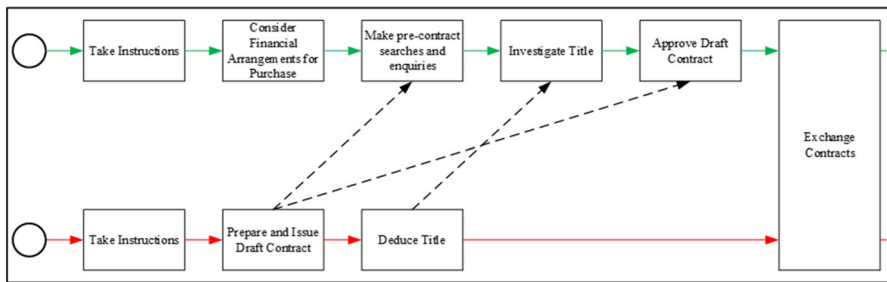 Take Instructions
Consider
Financial
Arrangements for
Purchase
Make pre-contract
searches and
enquiries
Investigate Title
Approve Draft
Contract
Exchange
Contracts
Take Instructions
Prepare and Issue
Draft Contract
Deduce Title